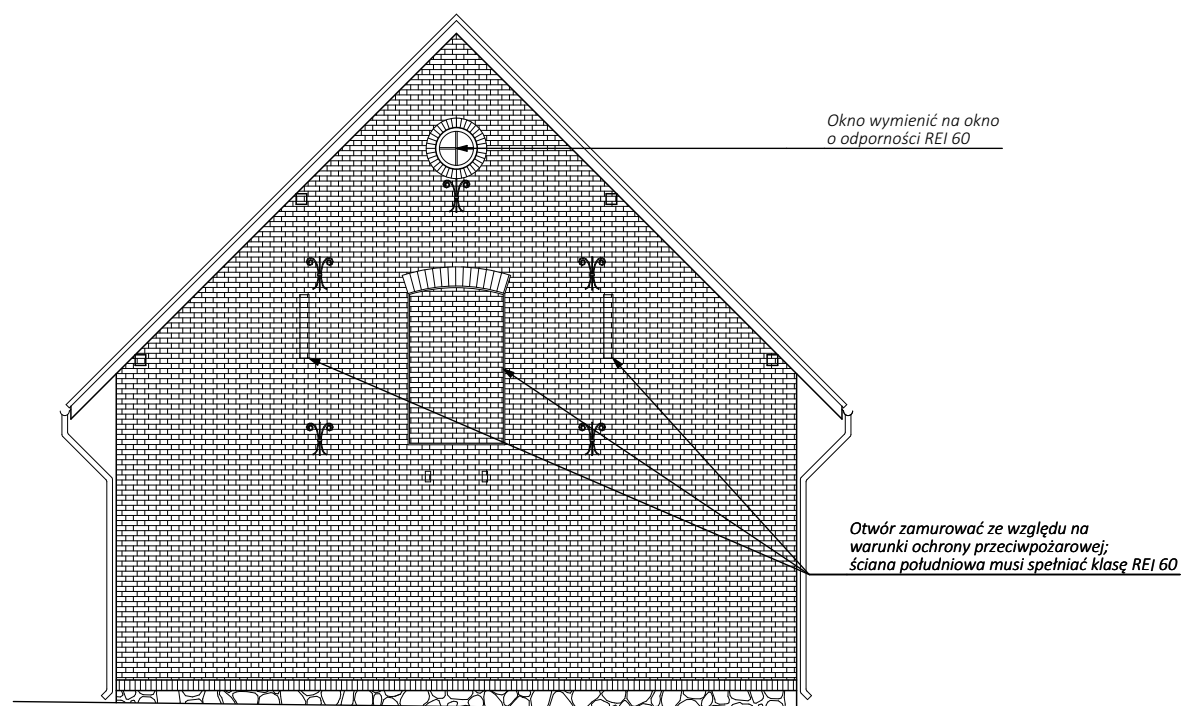 Okno wymienić na okno
o odporności REI 60
Otwór zamurować ze względu na
warunki ochrony przeciwpożarowej;
ściana południowa musi spełniać klasę REI 60